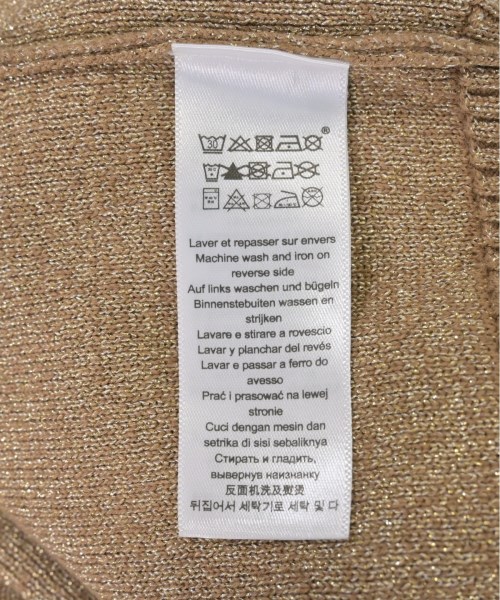 30
®
Laver et repasser sur envers
Machine wash and iron on
reverse side
Auf links waschen und bügeln
Binnenstebuiten wassen en
strijken
Lavare e stirare a rovescio
Lavar y planchar del revés
Lavar e passar a ferro do
avesso
Prać i prasować na lewej
stronie
Cuci dengan mesin dan
setrika di sisi sebaliknya
Стирать и гладить,
вывернув наизнанку
反面机洗及熨烫
뒤집어서 세탁기로 세탁 및 다